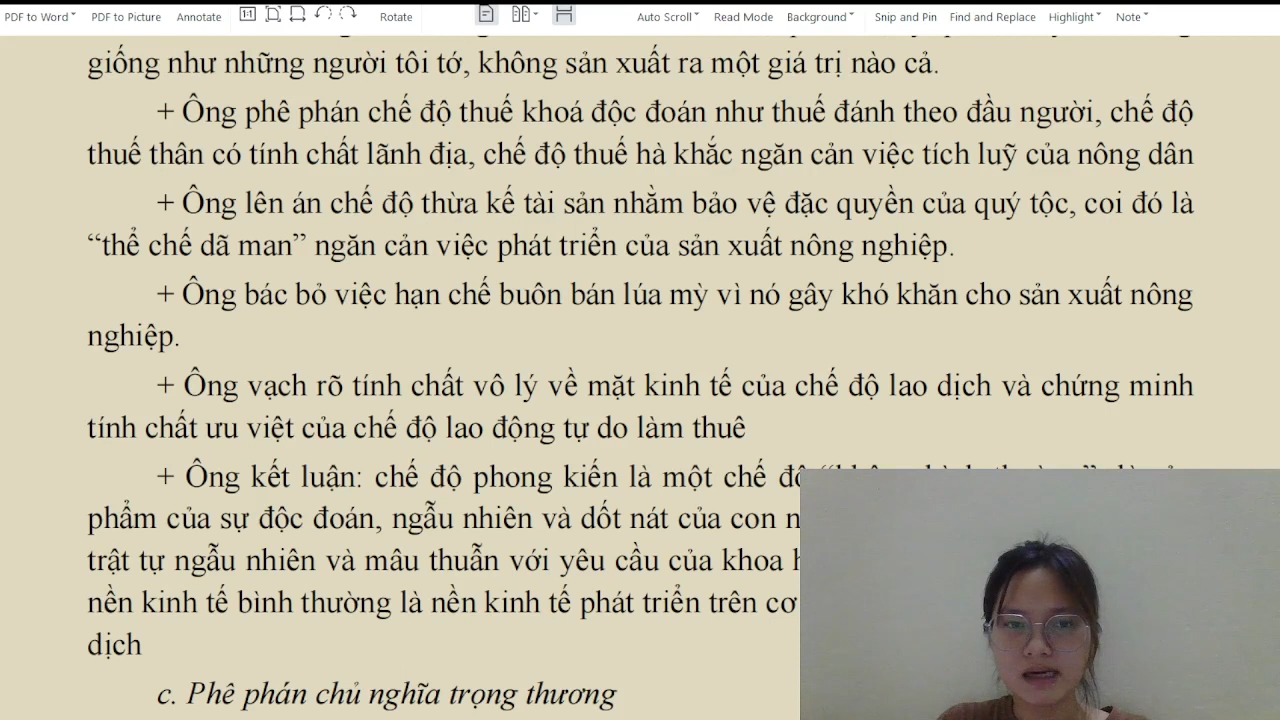 PDF to Word PDF to Picture Annotate 1:1 Rotate Auto Scroll Read Mode Background Snip and Pin Find and Replace Highlight Note
giống như những người tôi tớ, không sản xuất ra một giá trị nào cả.
+ Ông phê phán chế độ thuế khoá độc đoán như thuế đánh theo đầu người, chế độ
thuế thân có tính chất lãnh địa, chế độ thuế hà khắc ngăn cản việc tích luỹ của nông dân
+ Ông lên án chế độ thừa kế tài sản nhằm bảo vệ đặc quyền của quý tộc, coi đó là
“thể chế dã man” ngăn cản việc phát triển của sản xuất nông nghiệp.
+ Ông bác bỏ việc hạn chế buôn bán lúa mỳ vì nó gây khó khăn cho sản xuất nông
nghiệp.
+ Ông vạch rõ tính chất vô lý về mặt kinh tế của chế độ lao dịch và chứng minh
tính chất ưu việt của chế độ lao động tự do làm thuê
+ Ông kết luận: chế độ phong kiến là một chế độ
phẩm của sự độc đoán, ngẫu nhiên và dốt nát của con
trật tự ngẫu nhiên và mâu thuẫn với yêu cầu của khoa
nền kinh tế bình thường là nền kinh tế phát triển trên cơ
dịch
c. Phê phán chủ nghĩa trọng thương